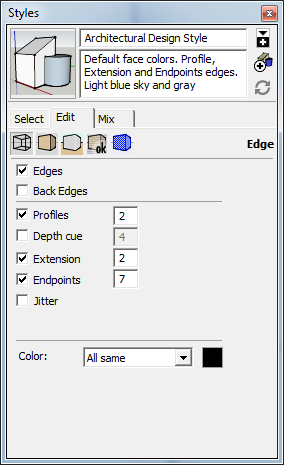 Styles
Architectural Design Style
Default face colors. Profile,
Extension and Endpoints edges.
Light blue sky and gray
Select Edit Mix
ok Edge
Edges
Back Edges
Profiles 2
Depth cue 4
Extension 2
Endpoints 7
Jitter
Color: All same